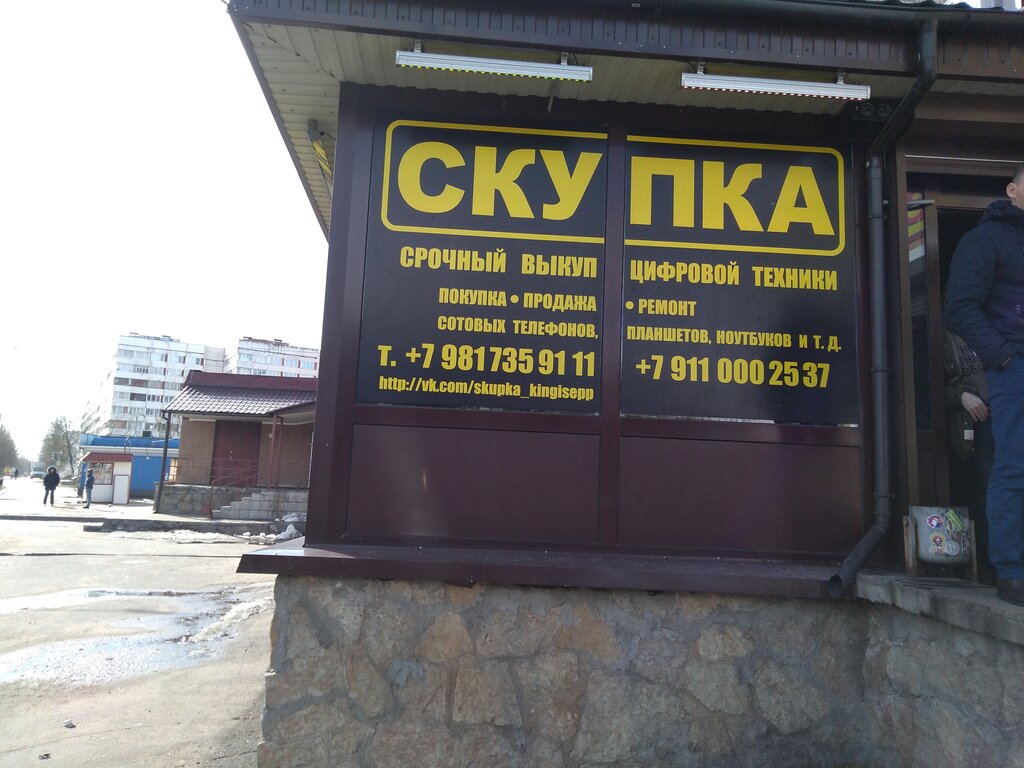 СКУПКА
СРОЧНЫЙ ВЫКУП ЦИФРОВОЙ ТЕХНИКИ
ПОКУПКА • ПРОДАЖА • РЕМОНТ
СОТОВЫХ ТЕЛЕФОНОВ, ПЛАНШЕТОВ, НОУТБУКОВ И Т. Д.
Т. +7 981 735 91 11 +7 911 000 25 37
http://vk.com/skupka_kingisepp